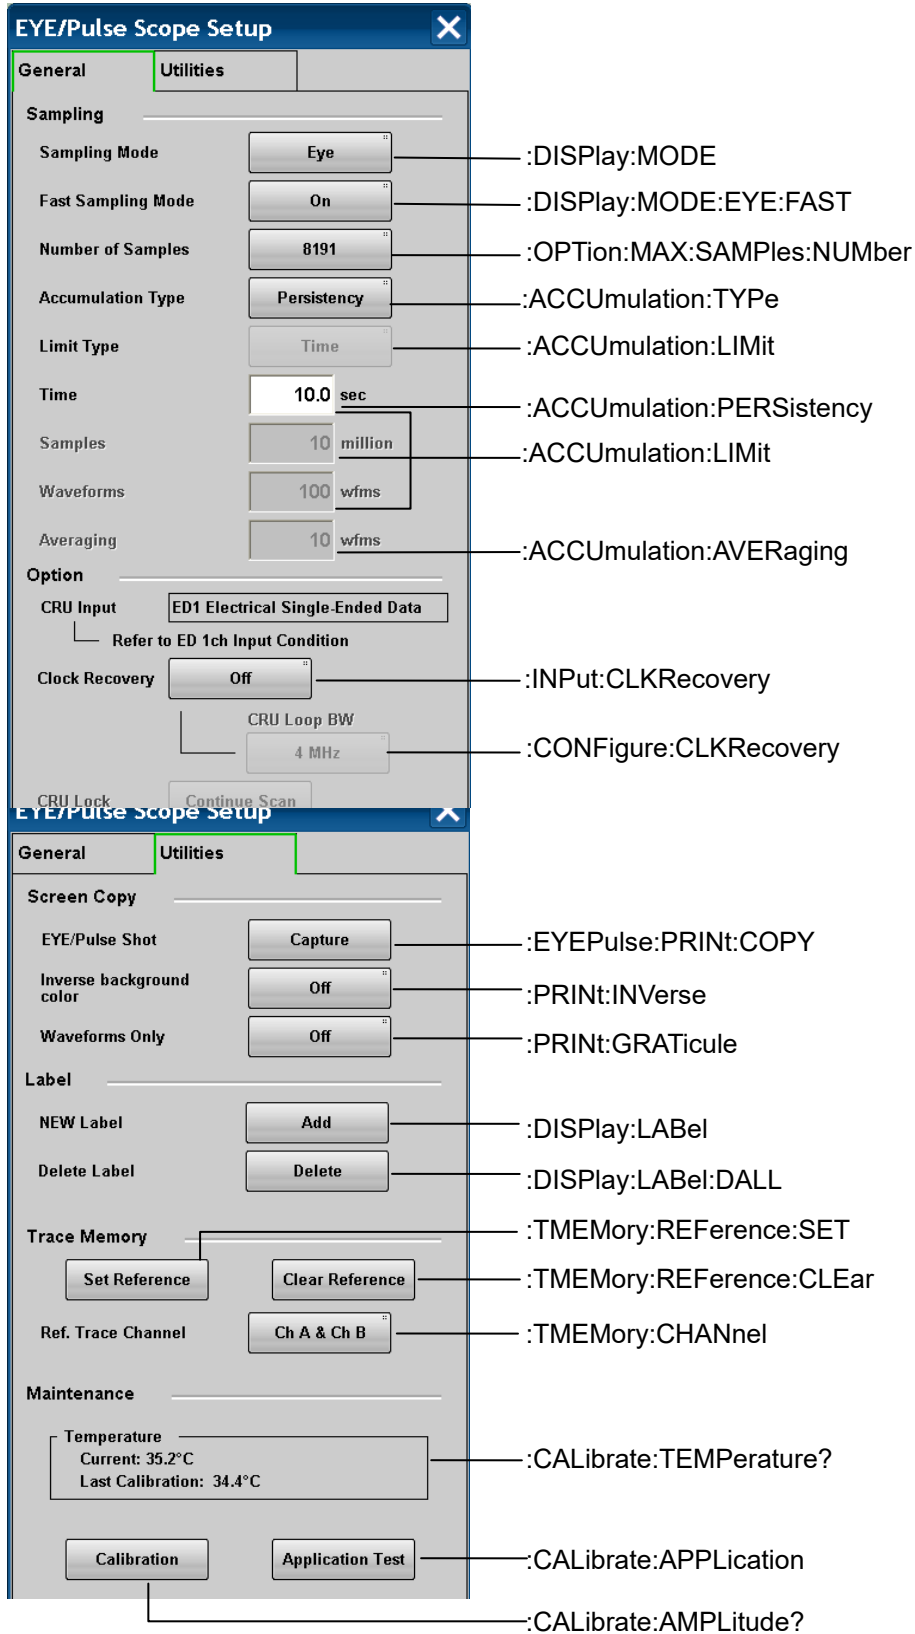 EYE/Pulse Scope Setup
General Utilities
Sampling
Sampling Mode Eye :DISPlay:MODE
Fast Sampling Mode On :DISPlay:MODE:EYE:FAST
Number of Samples 8191 :OPTion:MAX:SAMPles:NUMber
Accumulation Type Persistency :ACCUmulation:TYPe
Limit Type Time :ACCUmulation:LIMit
Time 10.0 sec :ACCUmulation:PERSistency
Samples 10 million :ACCUmulation:LIMit
Waveforms 100 wfms
Averaging 10 wfms :ACCUmulation:AVERaging
Option
CRU Input ED1 Electrical Single-Ended Data
Refer to ED 1ch Input Condition
Clock Recovery Off :INPut:CLKRecovery
CRU Loop BW
4 MHz :CONFigure:CLKRecovery
CRU Lock Continue Scan
EYE/Pulse Scope Setup
General Utilities
Screen Copy
EYE/Pulse Shot Capture :EYEPulse:PRINt:COPY
Inverse background
color Off :PRINt:INVerse
Waveforms Only Off :PRINt:GRATicule
Label
NEW Label Add :DISPlay:LABel
Delete Label Delete :DISPlay:LABel:DALL
Trace Memory :TMEMory:REFerence:SET
Set Reference Clear Reference :TMEMory:REFerence:CLEar
Ref. Trace Channel Ch A & Ch B :TMEMory:CHANnel
Maintenance
Temperature
Current: 35.2°C :CALibrate:TEMPerature?
Last Calibration: 34.4°C
Calibration Application Test :CALibrate:APPLication
:CALibrate:AMPLitude?